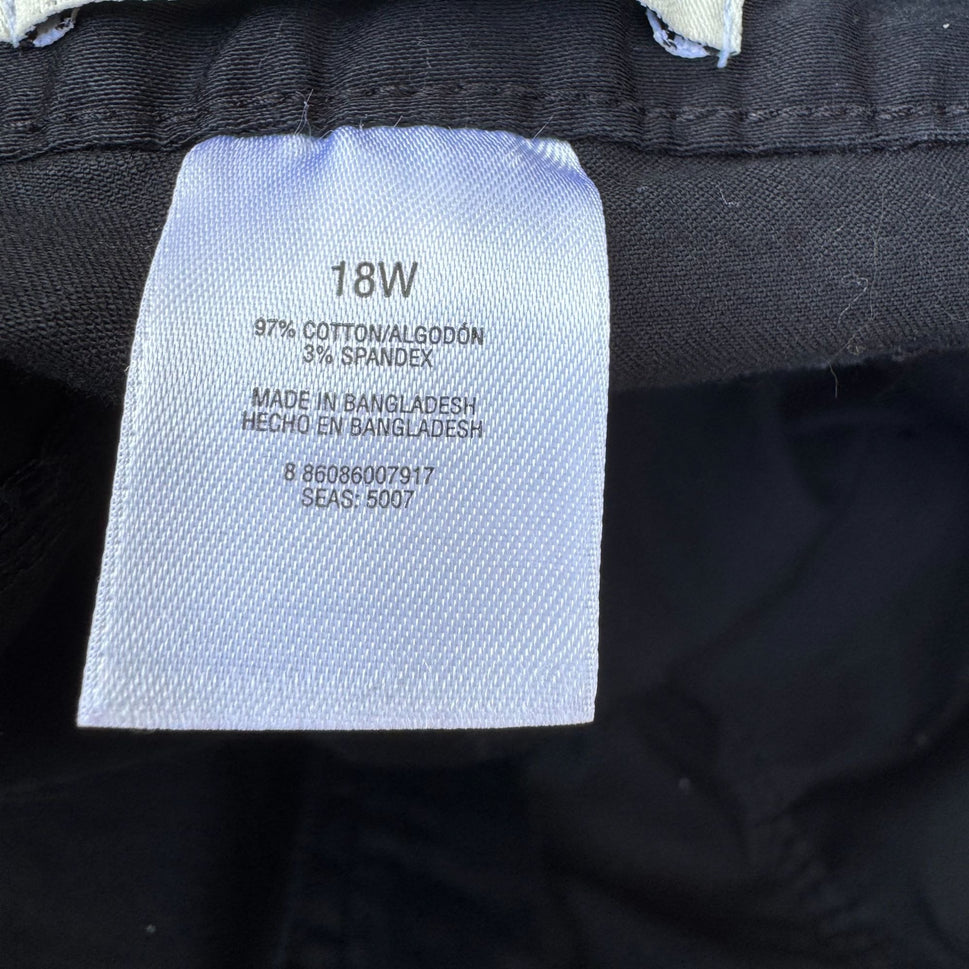 18W
97% COTTON/ALGODÓN
3% SPANDEX
MADE IN BANGLADESH
HECHO EN BANGLADESH
8 86086007917
SEAS: 5007